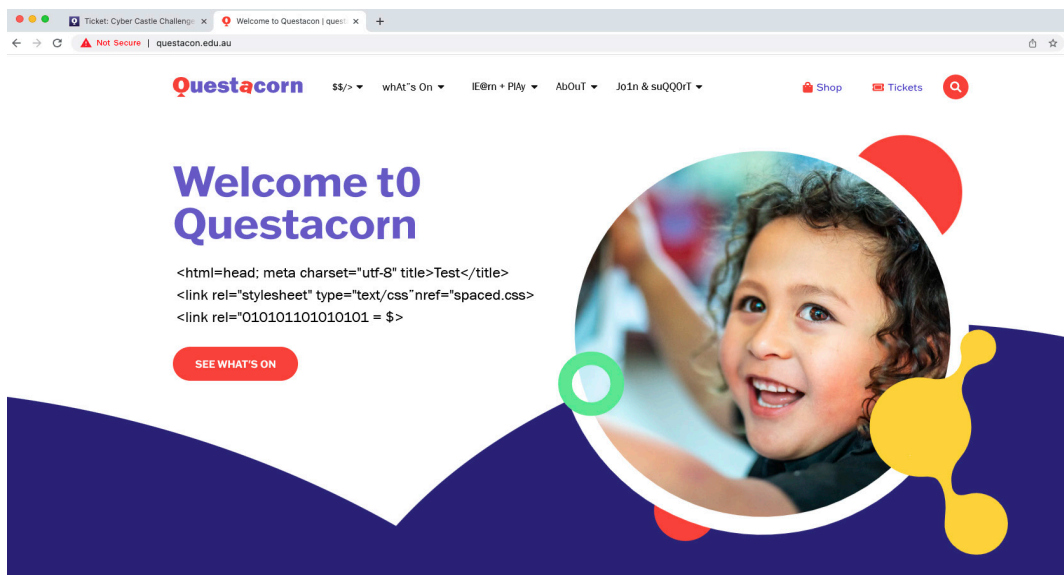 Ticket: Cyber Castle Challenge
Welcome to Questacon | quest
Not Secure | questacon.edu.au
Questacorn $$/> whAt"s On lE@rn + PlAy AbOuT Jo1n & suQQ0rT Shop Tickets
Welcome t0
Questacorn
<html=head; meta charset="utf-8" title>Test</title>
<link rel="stylesheet" type="text/css”nref="spaced.css>
<link rel="010101101010101 = $>
SEE WHAT'S ON